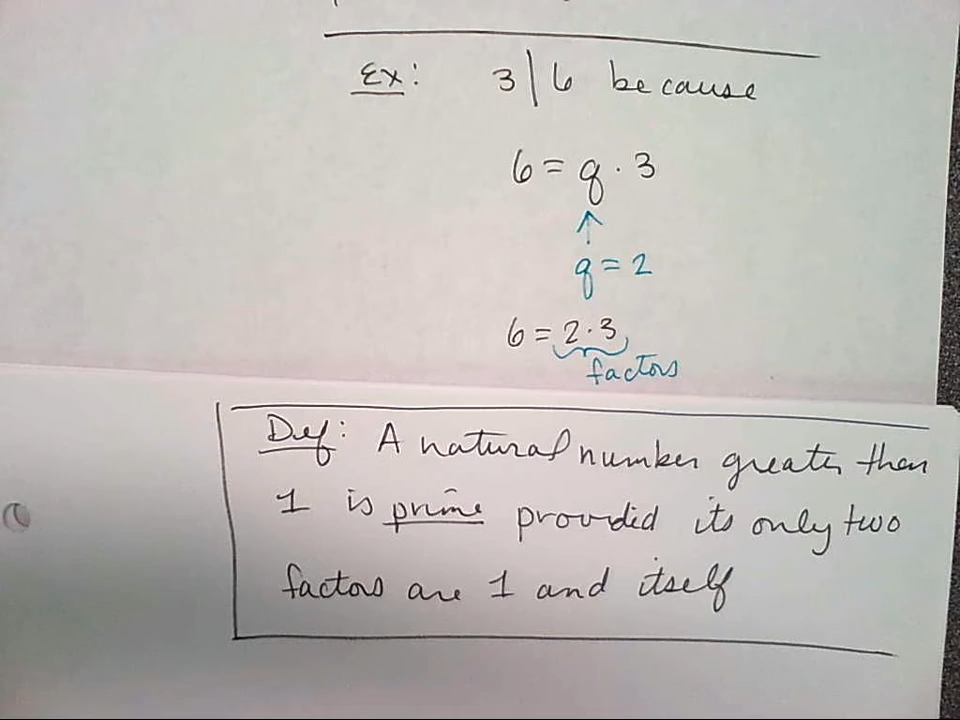 Ex: 3|6 because
6 = q · 3
↑
q = 2
6 = 2 · 3
factors
Def: A natural number greater than
1 is prime provided its only two
factors are 1 and itself